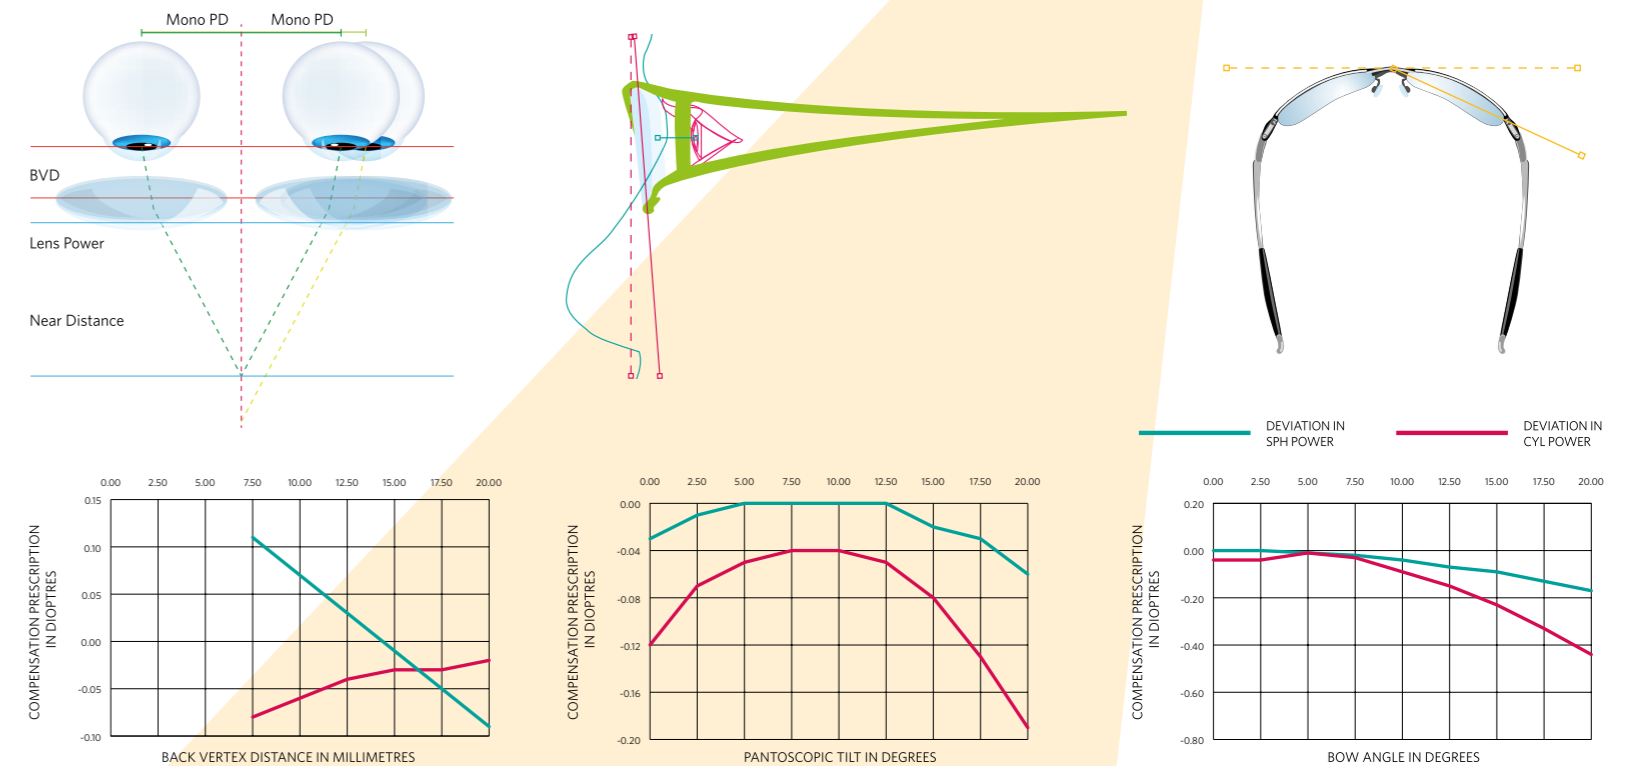 Mono PD
Mono PD
BVD
Lens Power
Near Distance
DEVIATION IN
SPH POWER
DEVIATION IN
CYL POWER
0.00 2.50 5.00 7.50 10.00 12.50 15.00 17.50 20.00
0.15
0.10
0.05
0.00
-0.05
-0.10
COMPENSATION PRESCRIPTION
IN DIOPTRES
BACK VERTEX DISTANCE IN MILLIMETRES
0.00 2.50 5.00 7.50 10.00 12.50 15.00 17.50 20.00
0.00
-0.04
-0.08
-0.12
-0.16
-0.20
COMPENSATION PRESCRIPTION
IN DIOPTRES
PANTOSCOPIC TILT IN DEGREES
0.00 2.50 5.00 7.50 10.00 12.50 15.00 17.50 20.00
0.20
0.00
-0.20
-0.40
-0.60
-0.80
COMPENSATION PRESCRIPTION
IN DIOPTRES
BOW ANGLE IN DEGREES